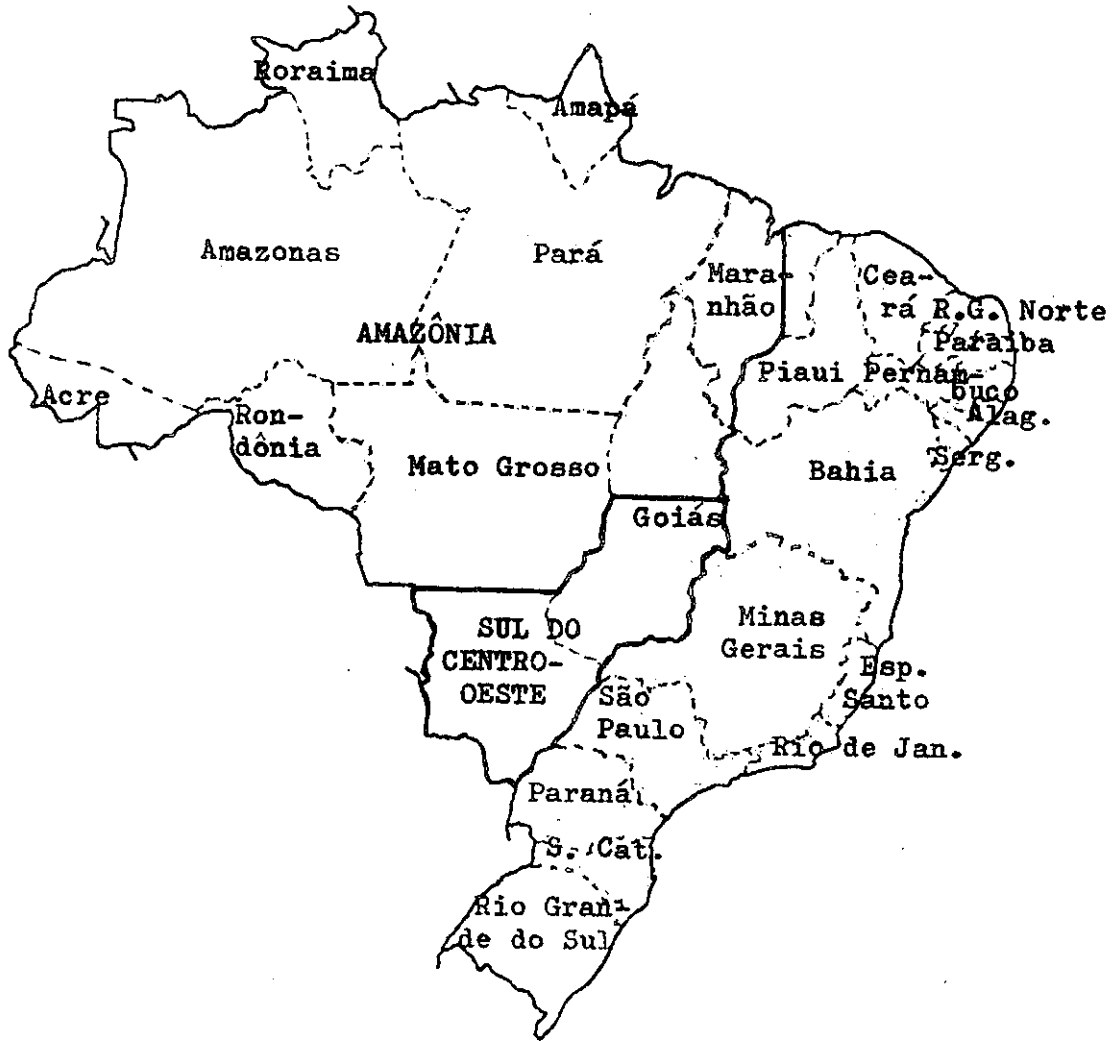 Roraima
Amapá
Amazonas
Pará
Mara-
nhão
Cea-
rá
R.G. Norte
Paraiba
AMAZÔNIA
Piaui
Pernam-
buco
Acre
Ron-
dônia
Alag.
Serg.
Mato Grosso
Bahia
Goiás
Minas
Gerais
SUL DO
CENTRO-
OESTE
Esp.
Santo
São
Paulo
Rio de Jan.
Paraná
S. Cat.
Rio Gran-
de do Sul